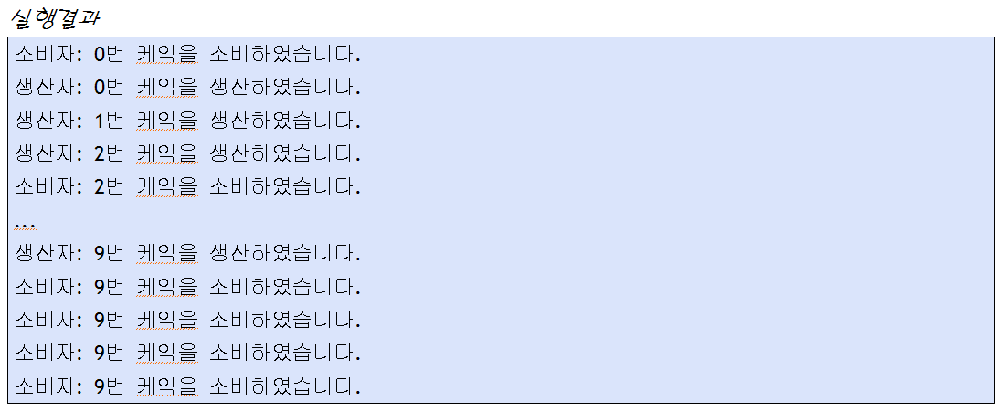 실행결과
소비자: 0번 케익을 소비하였습니다.
생산자: 0번 케익을 생산하였습니다.
생산자: 1번 케익을 생산하였습니다.
생산자: 2번 케익을 생산하였습니다.
소비자: 2번 케익을 소비하였습니다.
...
생산자: 9번 케익을 생산하였습니다.
소비자: 9번 케익을 소비하였습니다.
소비자: 9번 케익을 소비하였습니다.
소비자: 9번 케익을 소비하였습니다.
소비자: 9번 케익을 소비하였습니다.